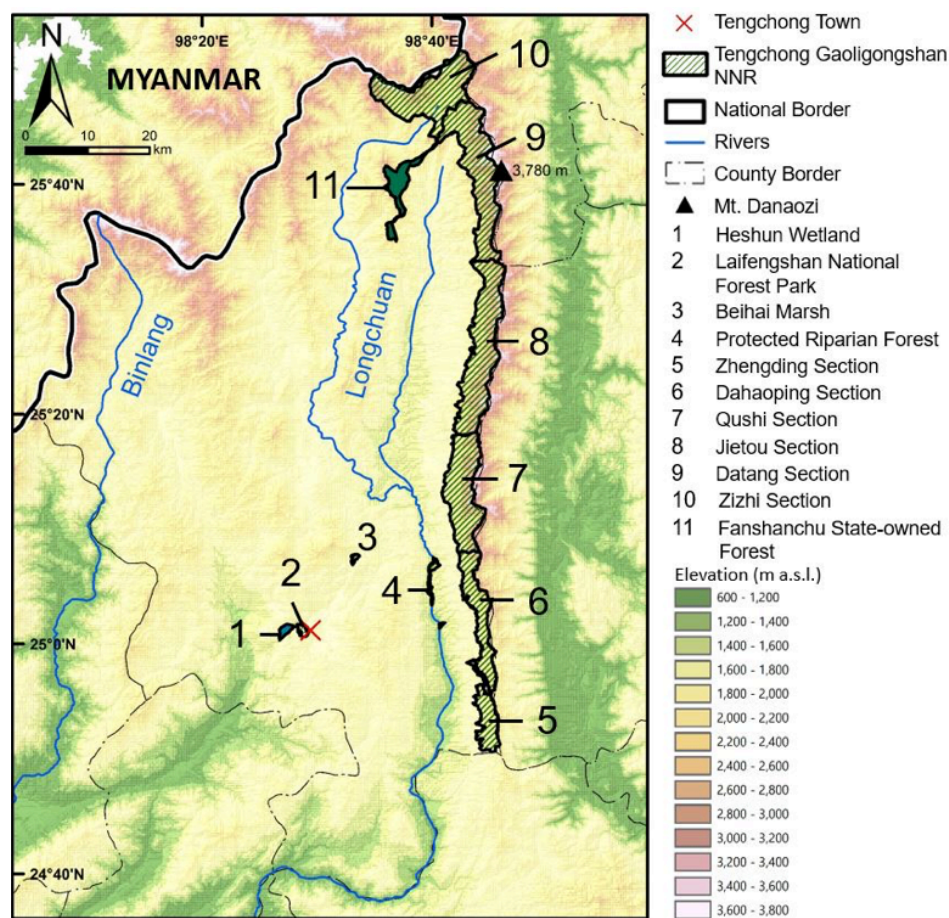 98°20'E
98°40'E
N
MYANMAR
0 10 20
km
25°40'N
25°20'N
25°0'N
24°40'N
10
9
3,780 m
11
8
7
3
4
2
1
6
5
Binlang
Longchuan
Tengchong Town
Tengchong Gaoligongshan
NNR
National Border
Rivers
County Border
Mt. Danaozi
1 Heshun Wetland
2 Laifengshan National
Forest Park
3 Beihai Marsh
4 Protected Riparian Forest
5 Zhengding Section
6 Dahaoping Section
7 Qushi Section
8 Jietou Section
9 Datang Section
10 Zizhi Section
11 Fanshanchu State-owned
Forest
Elevation (m a.s.l.)
600 - 1,200
1,200 - 1,400
1,400 - 1,600
1,600 - 1,800
1,800 - 2,000
2,000 - 2,200
2,200 - 2,400
2,400 - 2,600
2,600 - 2,800
2,800 - 3,000
3,000 - 3,200
3,200 - 3,400
3,400 - 3,600
3,600 - 3,800